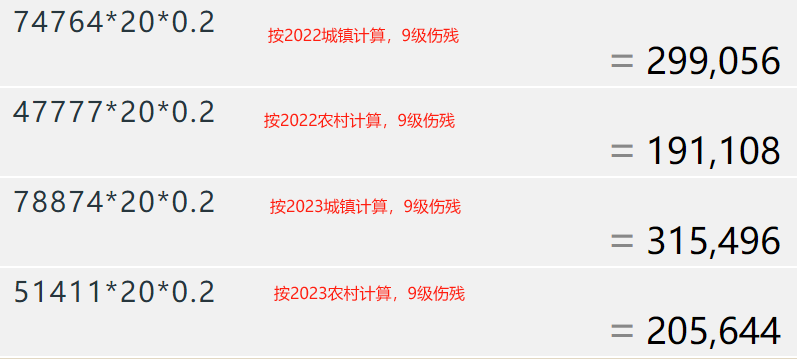 74764*20*0.2
按2022城镇计算，9级伤残
= 299,056
47777*20*0.2
按2022农村计算，9级伤残
= 191,108
78874*20*0.2
按2023城镇计算，9级伤残
= 315,496
51411*20*0.2
按2023农村计算，9级伤残
= 205,644